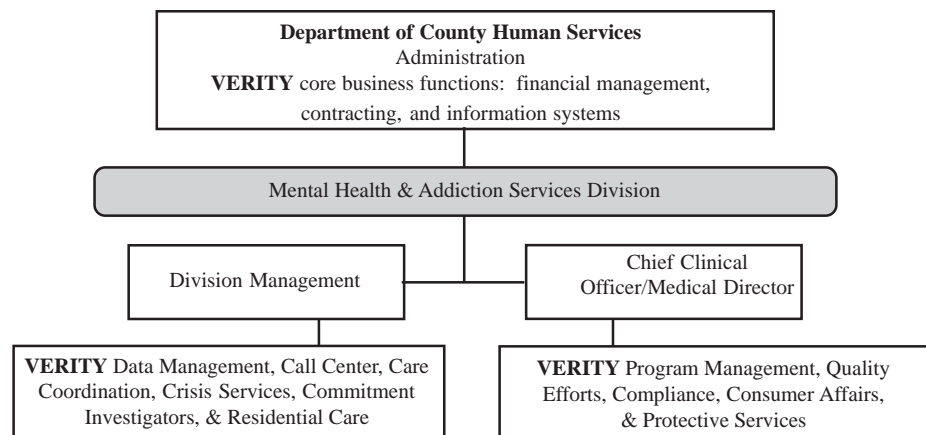 Department of County Human Services
Administration
VERITY core business functions: financial management,
contracting, and information systems
Mental Health & Addiction Services Division
Division Management
Chief Clinical
Officer/Medical Director
VERITY Data Management, Call Center, Care
Coordination, Crisis Services, Commitment
Investigators, & Residential Care
VERITY Program Management, Quality
Efforts, Compliance, Consumer Affairs,
& Protective Services